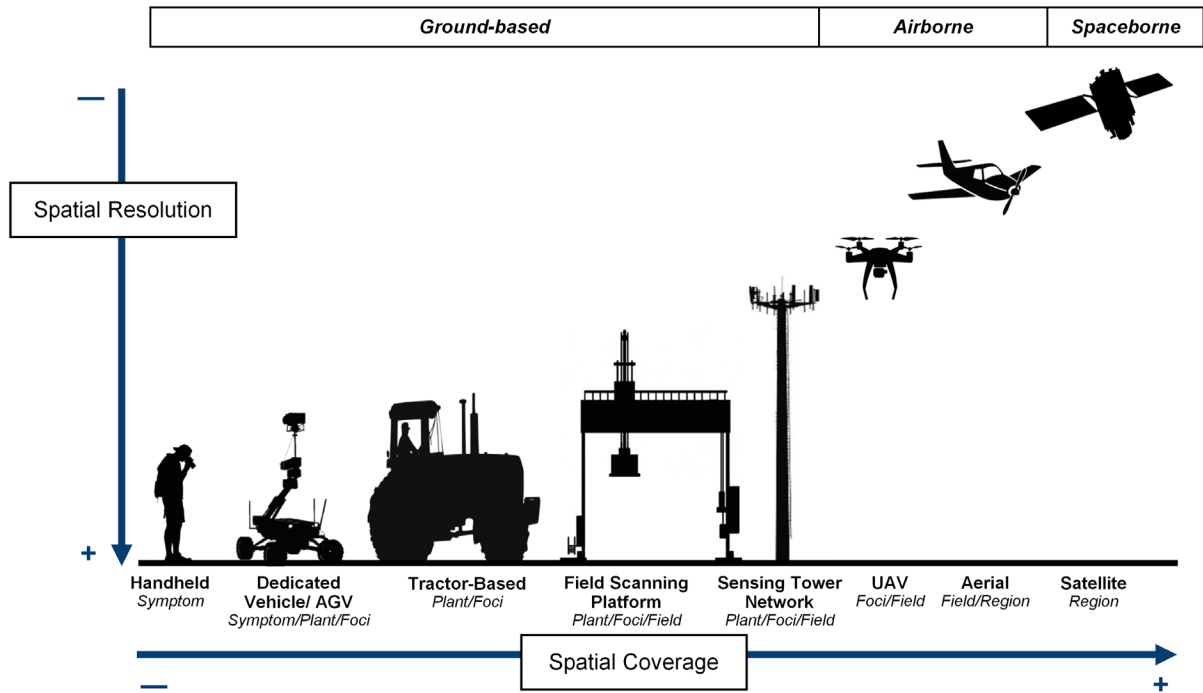 Ground-based Airborne Spaceborne
—
Spatial Resolution
+
Handheld
Symptom
Dedicated
Vehicle/ AGV
Symptom/Plant/Foci
Tractor-Based
Plant/Foci
Field Scanning
Platform
Plant/Foci/Field
Sensing Tower
Network
Plant/Foci/Field
UAV
Foci/Field
Aerial
Field/Region
Satellite
Region
Spatial Coverage
— +